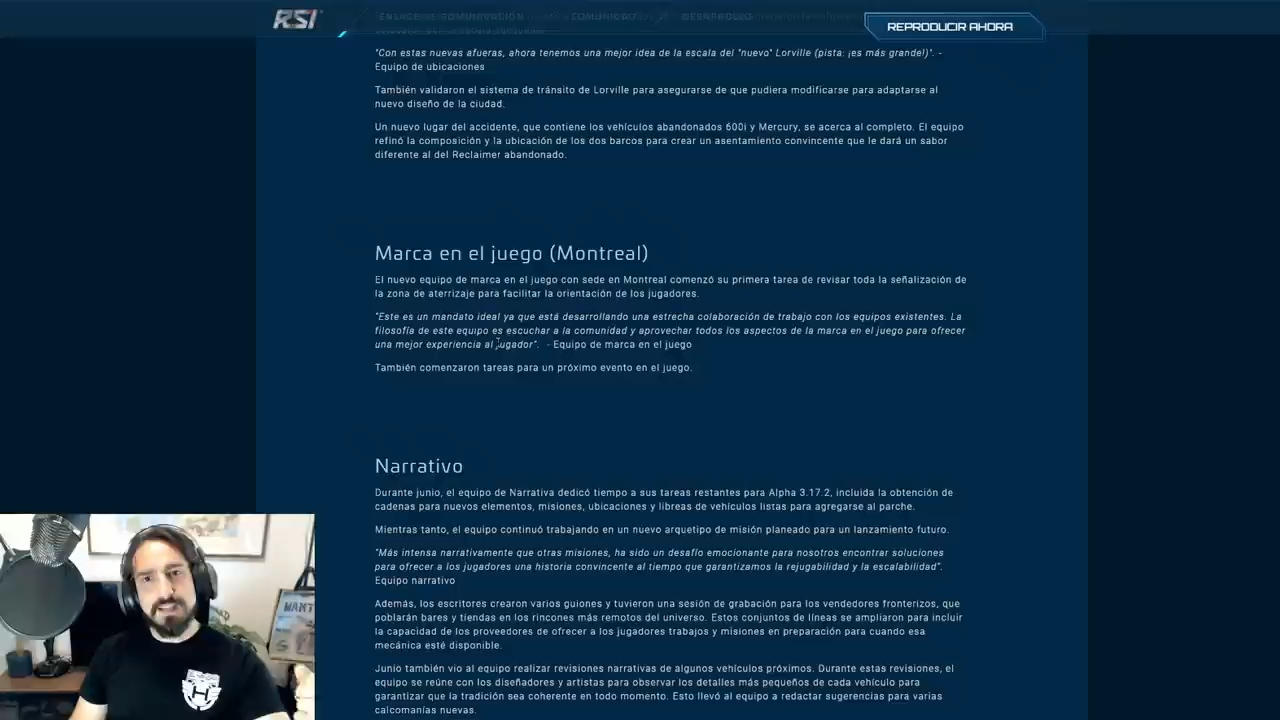 RSI
ENLACE DE COMUNICACIÓN
COMUNICADO
DESARROLLO
REPRODUCIR AHORA
"Con estas nuevas afueras, ahora tenemos una mejor idea de la escala del "nuevo" Lorville (pista: ¡es más grande!)". -
Equipo de ubicaciones
También validaron el sistema de tránsito de Lorville para asegurarse de que pudiera modificarse para adaptarse al
nuevo diseño de la ciudad.
Un nuevo lugar del accidente, que contiene los vehículos abandonados 600i y Mercury, se acerca al completo. El equipo
refinó la composición y la ubicación de los dos barcos para crear un asentamiento convincente que le dará un sabor
diferente al del Reclaimer abandonado.
Marca en el juego (Montreal)
El nuevo equipo de marca en el juego con sede en Montreal comenzó su primera tarea de revisar toda la señalización de
la zona de aterrizaje para facilitar la orientación de los jugadores.
"Este es un mandato ideal ya que está desarrollando una estrecha colaboración de trabajo con los equipos existentes. La
filosofía de este equipo es escuchar a la comunidad y aprovechar todos los aspectos de la marca en el juego para ofrecer
una mejor experiencia al jugador". - Equipo de marca en el juego
También comenzaron tareas para un próximo evento en el juego.
Narrativo
Durante junio, el equipo de Narrativa dedicó tiempo a sus tareas restantes para Alpha 3.17.2, incluida la obtención de
cadenas para nuevos elementos, misiones, ubicaciones y libreas de vehículos listas para agregarse al parche.
Mientras tanto, el equipo continuó trabajando en un nuevo arquetipo de misión planeado para un lanzamiento futuro.
"Más intensa narrativamente que otras misiones, ha sido un desafío emocionante para nosotros encontrar soluciones
para ofrecer a los jugadores una historia convincente al tiempo que garantizamos la rejugabilidad y la escalabilidad".
Equipo narrativo
Además, los escritores crearon varios guiones y tuvieron una sesión de grabación para los vendedores fronterizos, que
poblarán bares y tiendas en los rincones más remotos del universo. Estos conjuntos de líneas se ampliaron para incluir
la capacidad de los proveedores de ofrecer a los jugadores trabajos y misiones en preparación para cuando esa
mecánica esté disponible.
Junio también vio al equipo realizar revisiones narrativas de algunos vehículos próximos. Durante estas revisiones, el
equipo se reúne con los diseñadores y artistas para observar los detalles más pequeños de cada vehículo para
garantizar que la tradición sea coherente en todo momento. Esto llevó al equipo a redactar sugerencias para varias
calcomanías nuevas.
H